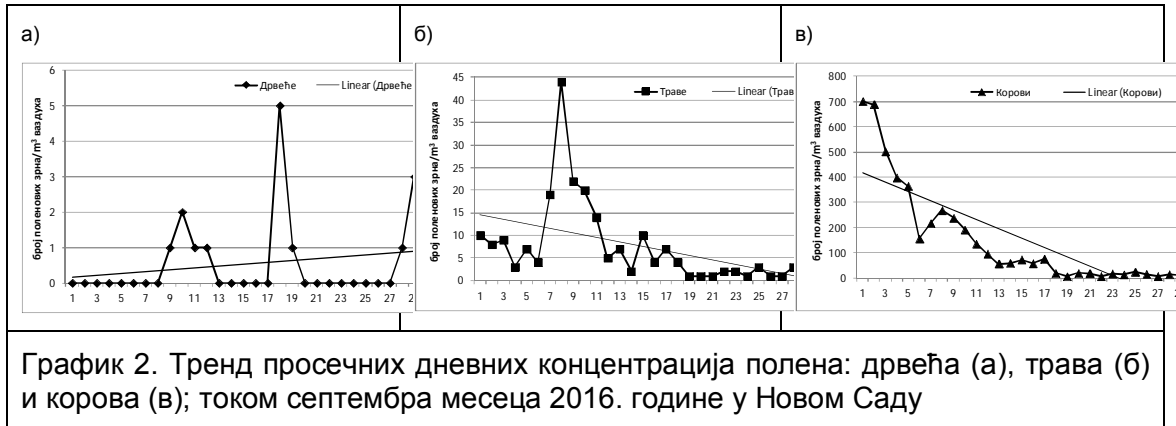 а)
б)
в)
број поленових зрна/m³ ваздуха
6
5
4
3
2
1
0
Дрвеће
Linear (Дрвеће
1 3 5 7 9 11 13 15 17 19 21 23 25 27 2
број поленових зрна/m³ ваздуха
45
40
35
30
25
20
15
10
5
0
Траве
Linear (Трав
1 3 5 7 9 11 13 15 17 19 21 23 25 27
број поленових зрна/m³ ваздуха
800
700
600
500
400
300
200
100
0
Корови
Linear (Корови)
1 3 5 7 9 11 13 15 17 19 21 23 25 27
График 2. Тренд просечних дневних концентрација полена: дрвећа (а), трава (б)
и корова (в); током септембра месеца 2016. године у Новом Саду